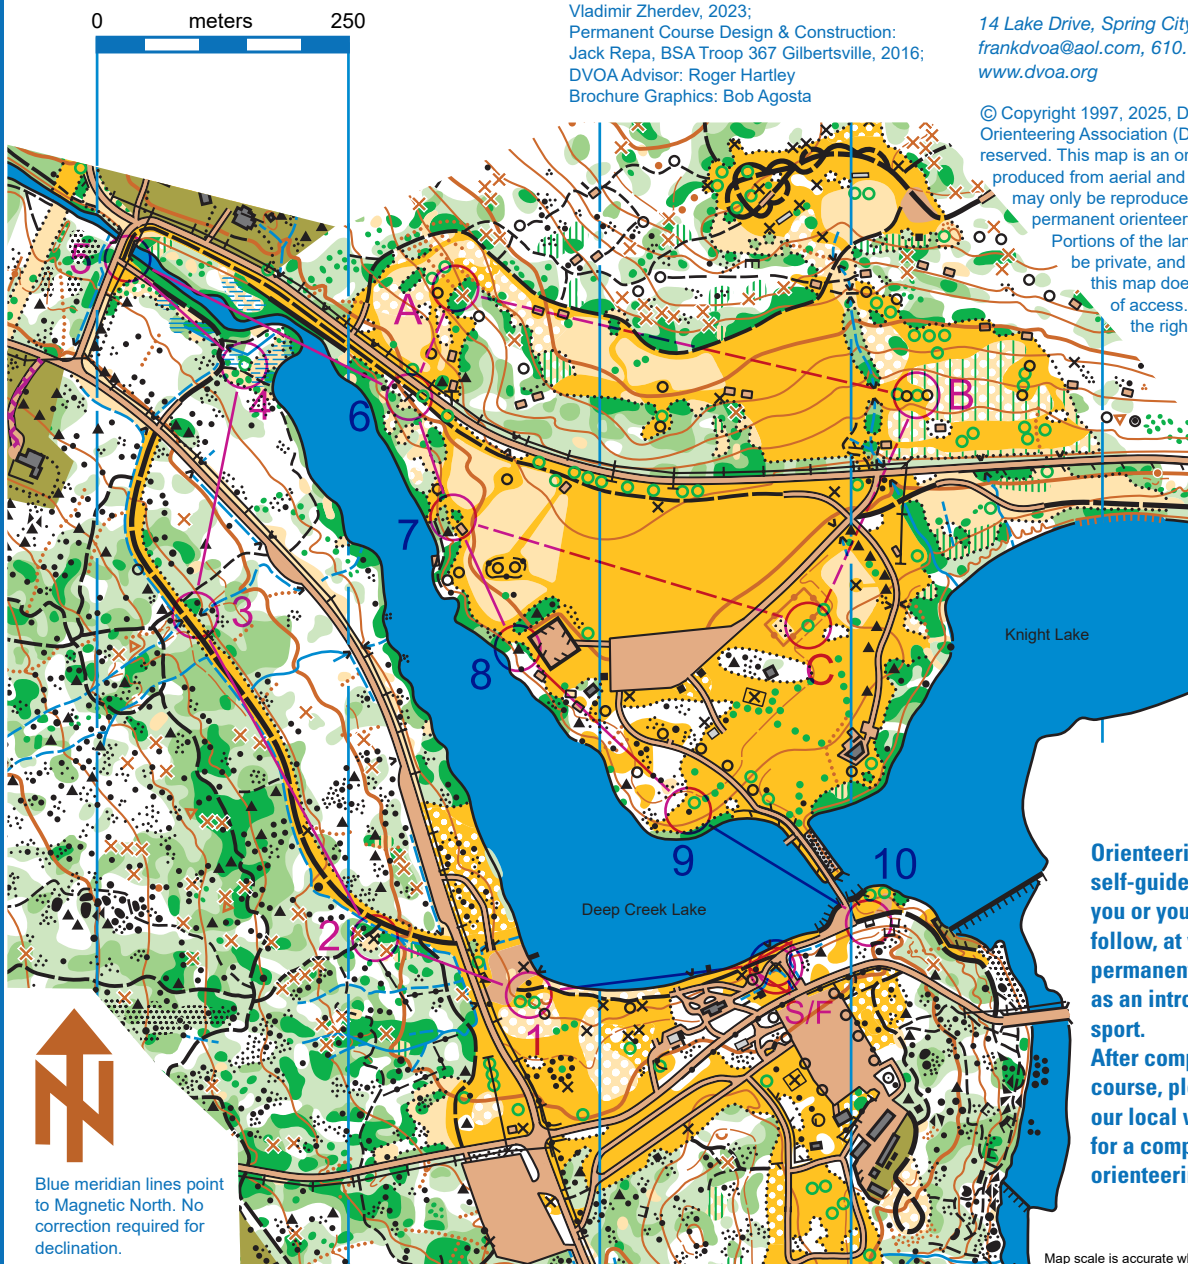 0 meters 250
Vladimir Zherdev, 2023;
Permanent Course Design & Construction:
Jack Repa, BSA Troop 367 Gilbertsville, 2016;
DVOA Advisor: Roger Hartley
Brochure Graphics: Bob Agosta
14 Lake Drive, Spring City
frankdvoa@aol.com, 610.
www.dvoa.org
© Copyright 1997, 2025, D
Orienteering Association (D
reserved. This map is an or
produced from aerial and
may only be reproduce
permanent orienteer
Portions of the lan
be private, and
this map doe
of access.
the righ
5
A
4
6
B
7
3
Knight Lake
8
C
9
10
Deep Creek Lake
2
S/F
1
Orienteeri
self-guide
you or you
follow, at
permanen
as an intro
sport.
After comp
course, pl
our local
for a comp
orienteeri
N
Blue meridian lines point
to Magnetic North. No
correction required for
declination.
Map scale is accurate w